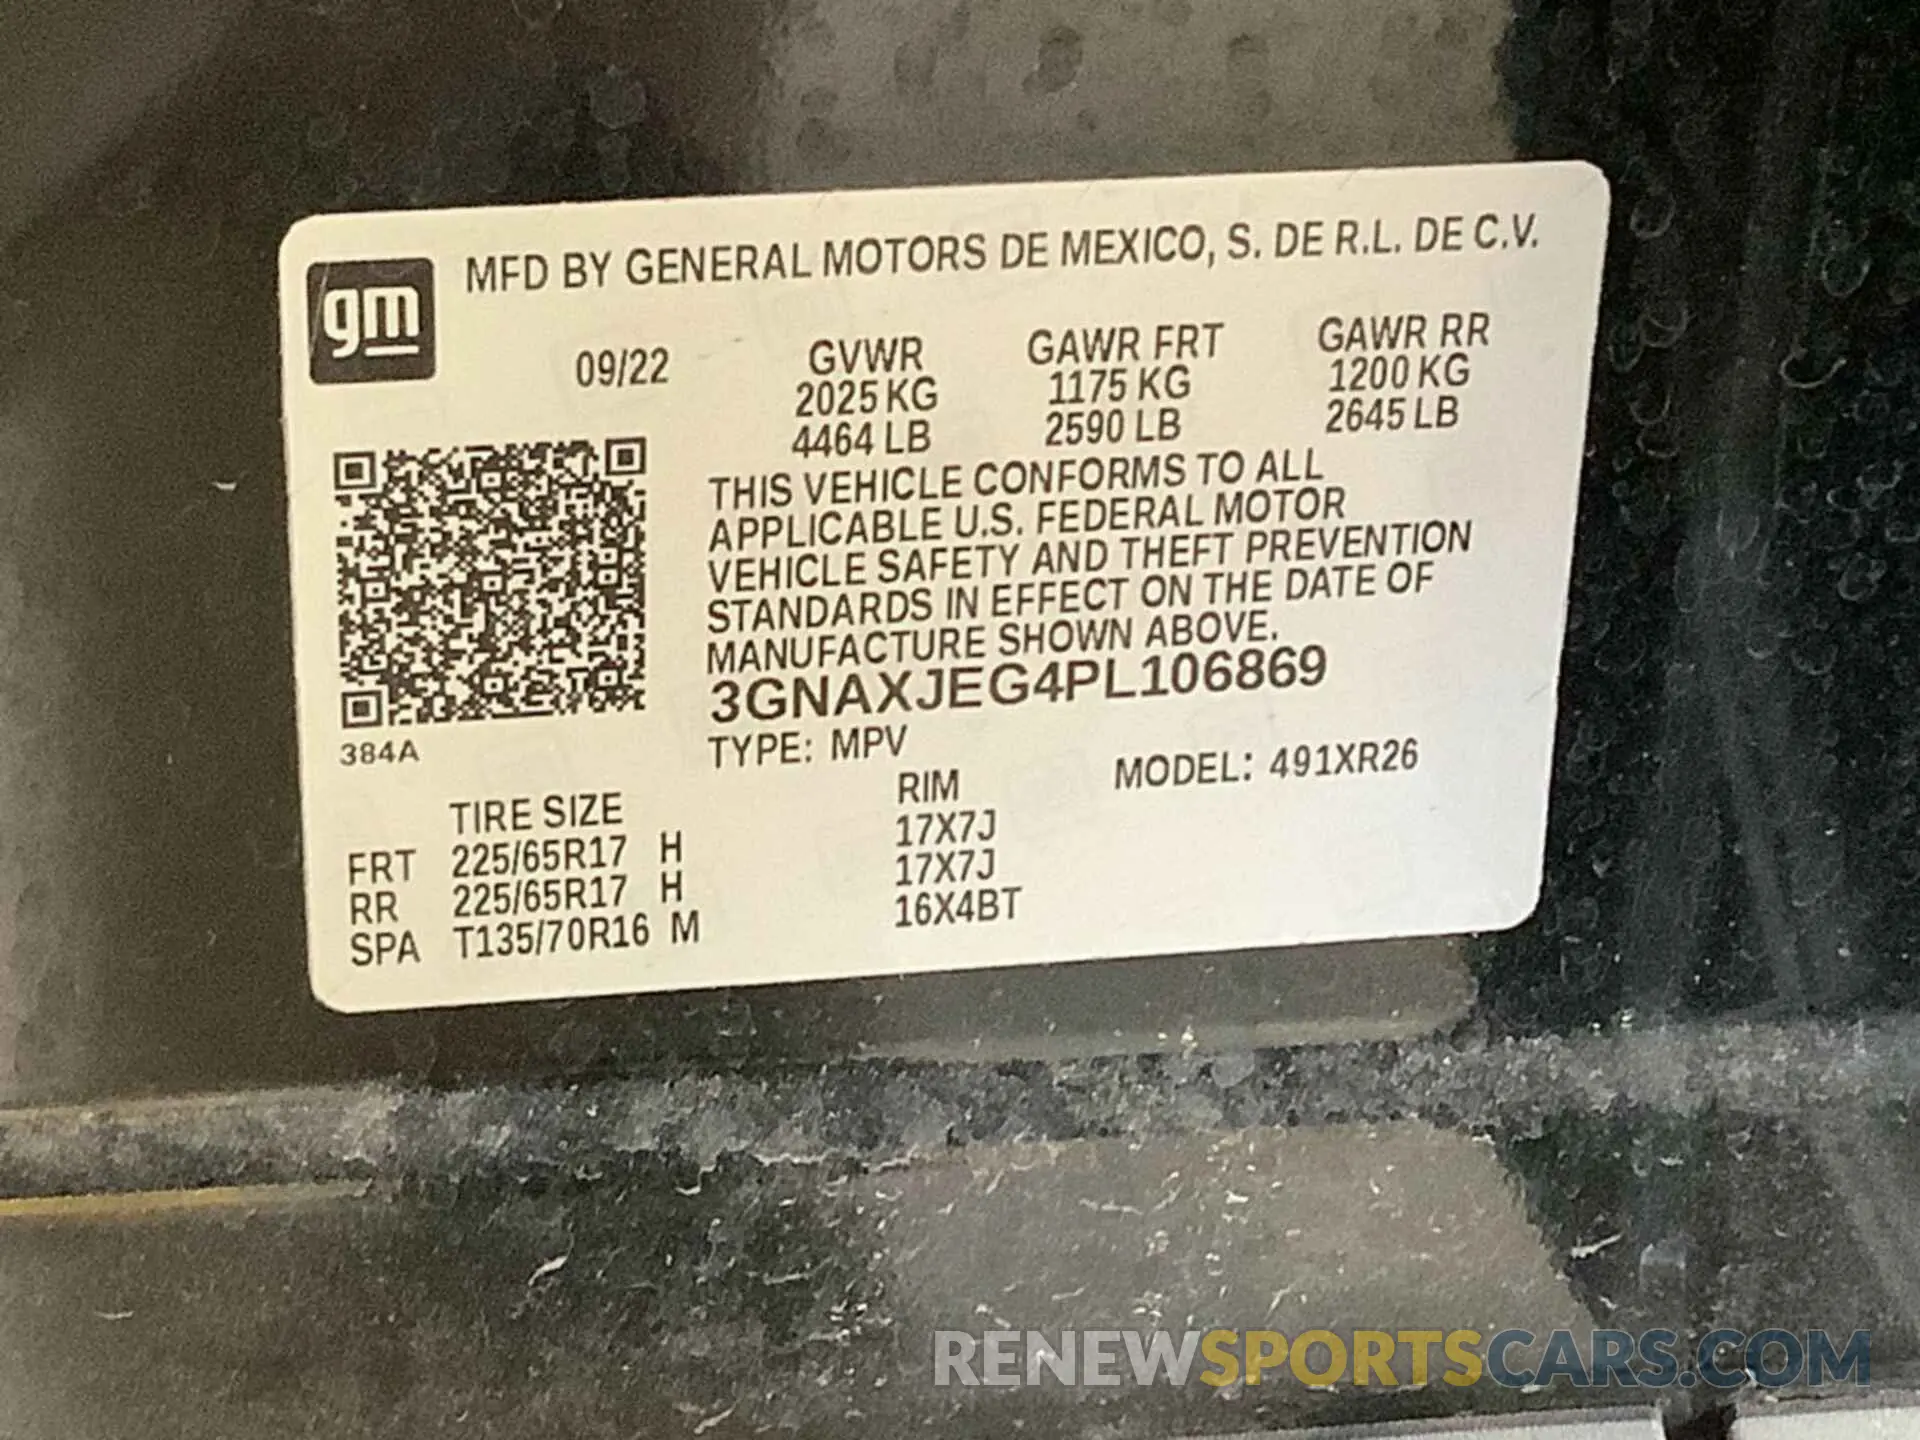 gm
MFD BY GENERAL MOTORS DE MEXICO, S. DE R.L. DE C.V.
09/22 GVWR GAWR FRT GAWR RR
2025 KG 1175 KG 1200 KG
4464 LB 2590 LB 2645 LB
THIS VEHICLE CONFORMS TO ALL
APPLICABLE U.S. FEDERAL MOTOR
VEHICLE SAFETY AND THEFT PREVENTION
STANDARDS IN EFFECT ON THE DATE OF
MANUFACTURE SHOWN ABOVE.
3GNAXJEG4PL106869
384A
TYPE: MPV MODEL: 491XR26
TIRE SIZE RIM
FRT 225/65R17 H 17X7J
RR 225/65R17 H 17X7J
SPA T135/70R16 M 16X4BT
RENEWSPORTSCARS.COM